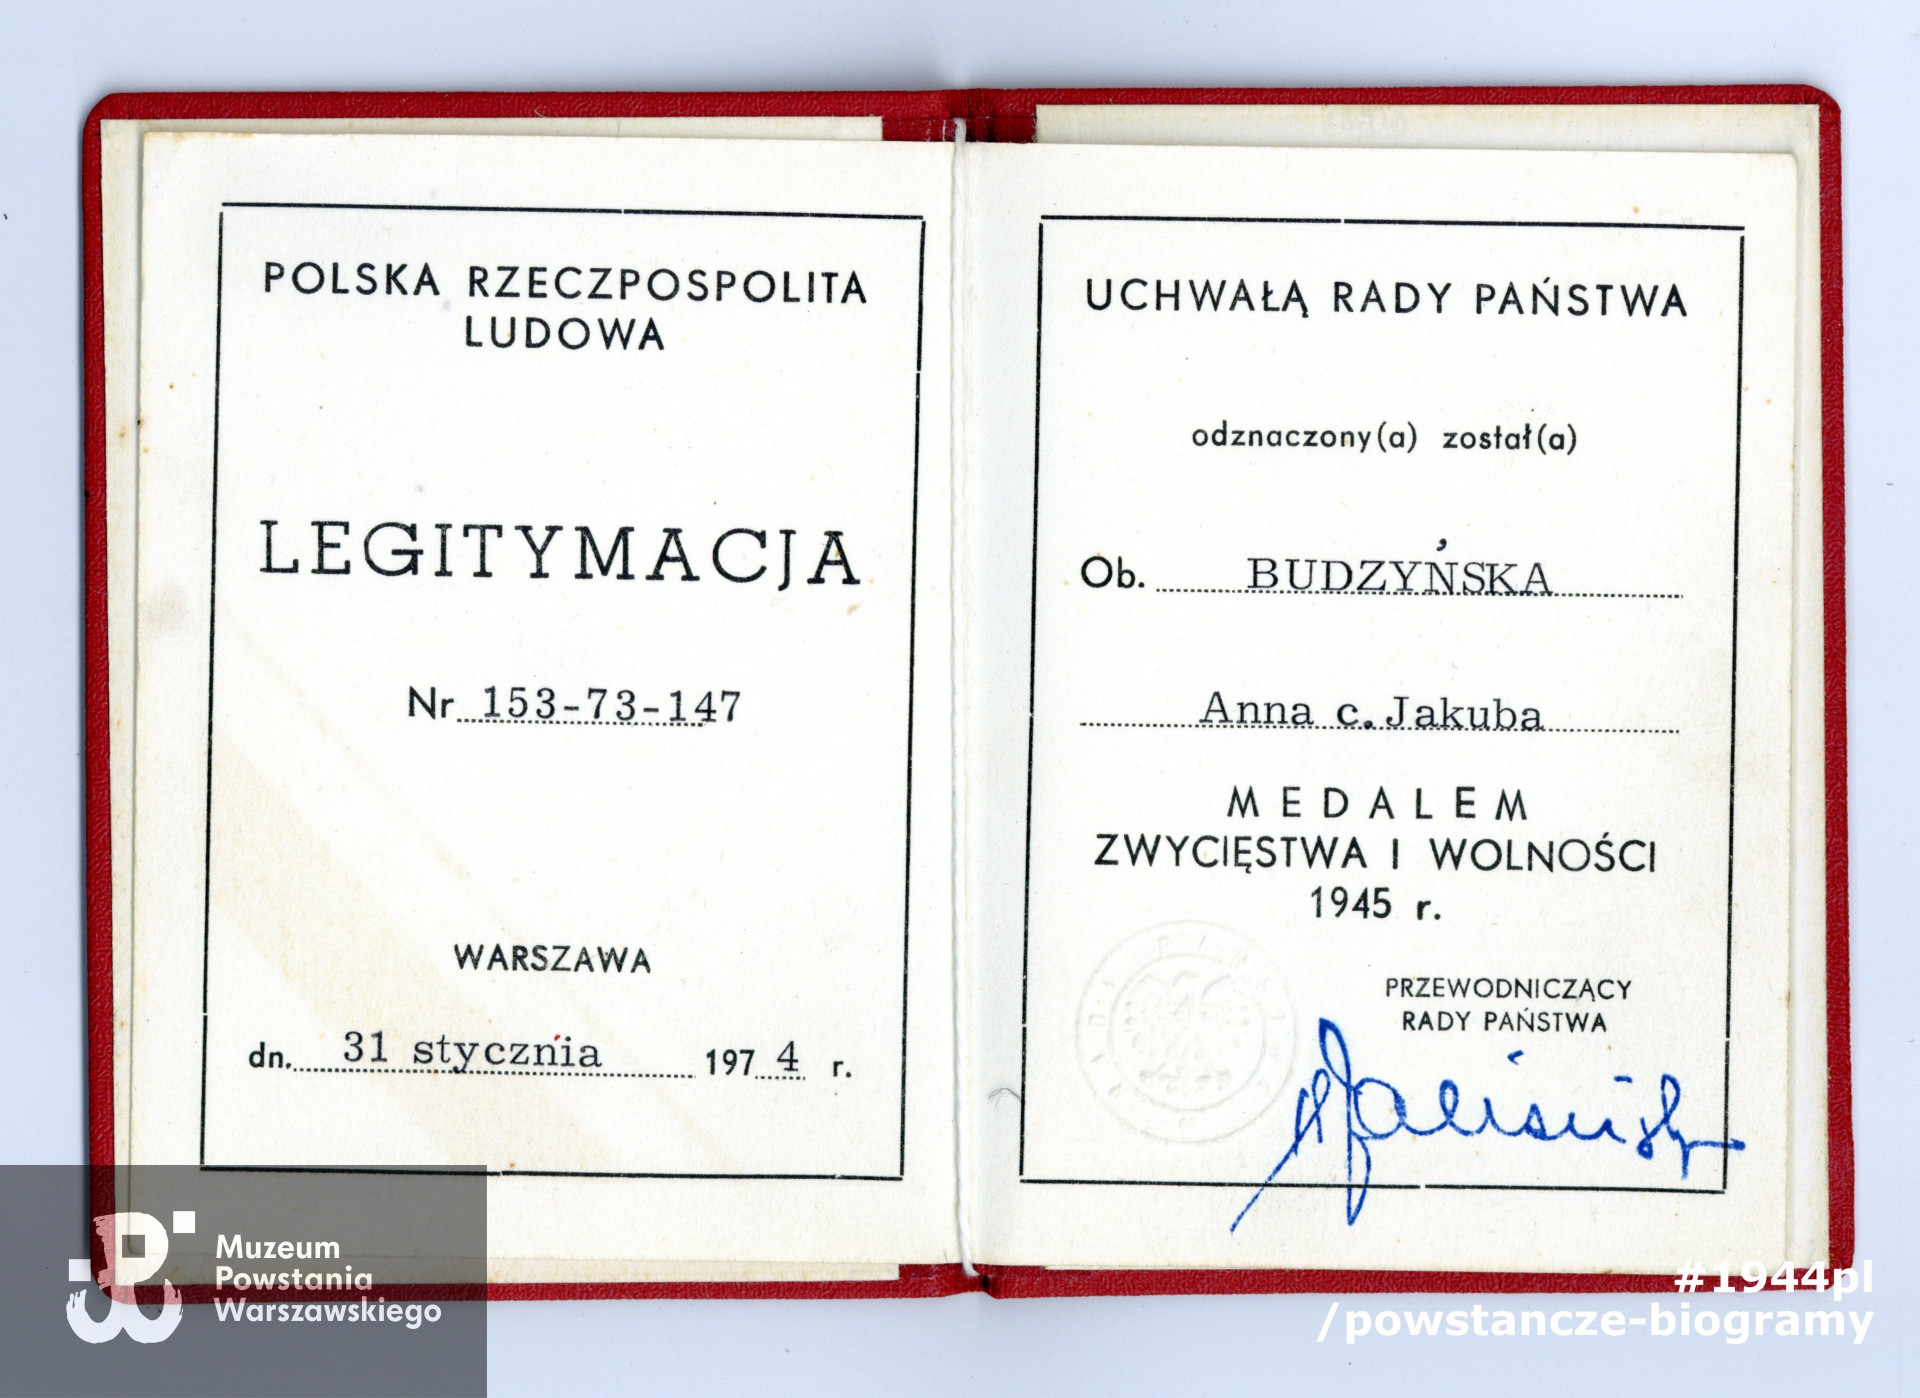 POLSKA RZECZPOSPOLITA
LUDOWA
LEGITYMACJA
Nr 153-73-147
WARSZAWA
dn. 31 stycznia 1974 r.
UCHWAŁĄ RADY PAŃSTWA
odznaczony(a) został(a)
Ob. BUDZYŃSKA
Anna c. Jakuba
MEDALEM
ZWYCIĘSTWA I WOLNOŚCI
1945 r.
PRZEWODNICZĄCY
RADY PAŃSTWA
Muzeum
Powstania
Warszawskiego
#1944pl
/powstancze-biogramy